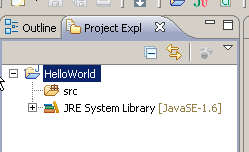 Outline Project Expl
HelloWorld
src
JRE System Library [JavaSE-1.6]